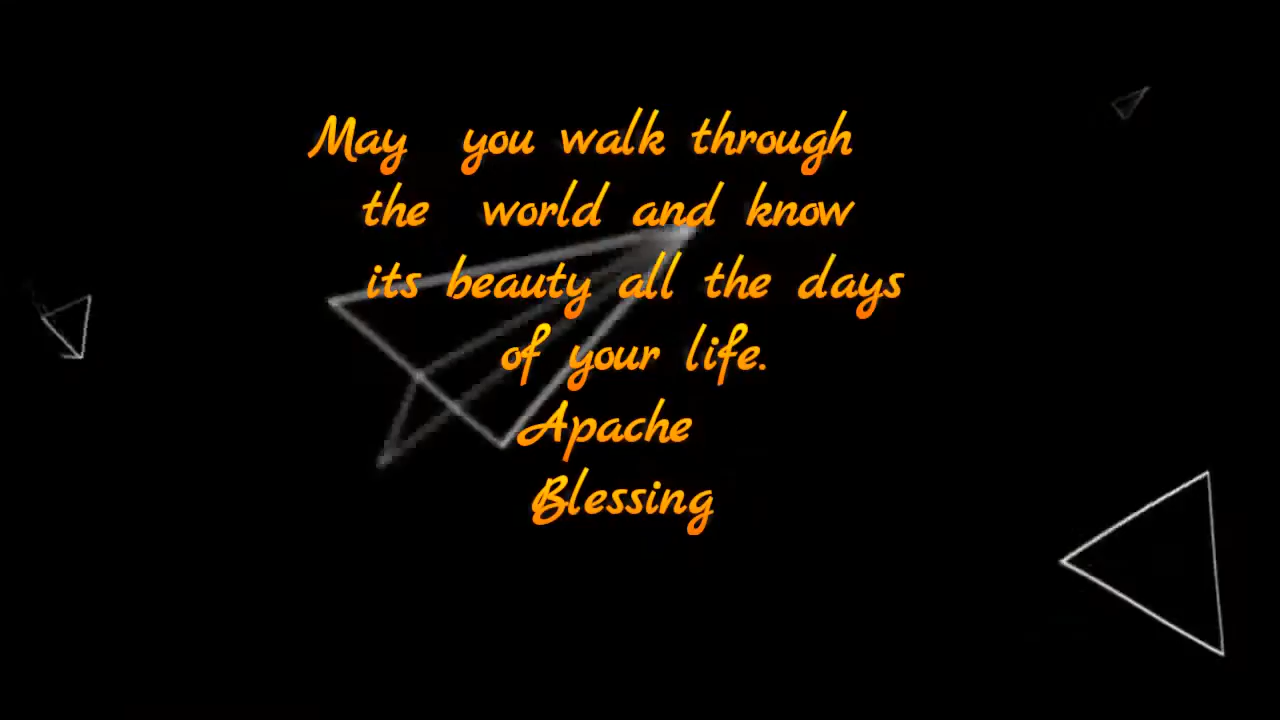 May you walk through
the world and know
its beauty all the days
of your life.
Apache
Blessing